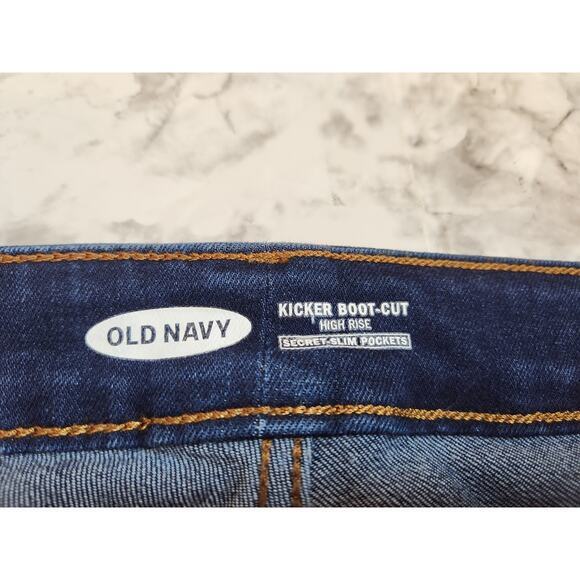 OLD NAVY
KICKER BOOT-CUT
HIGH RISE
SECRET-SLIM POCKETS